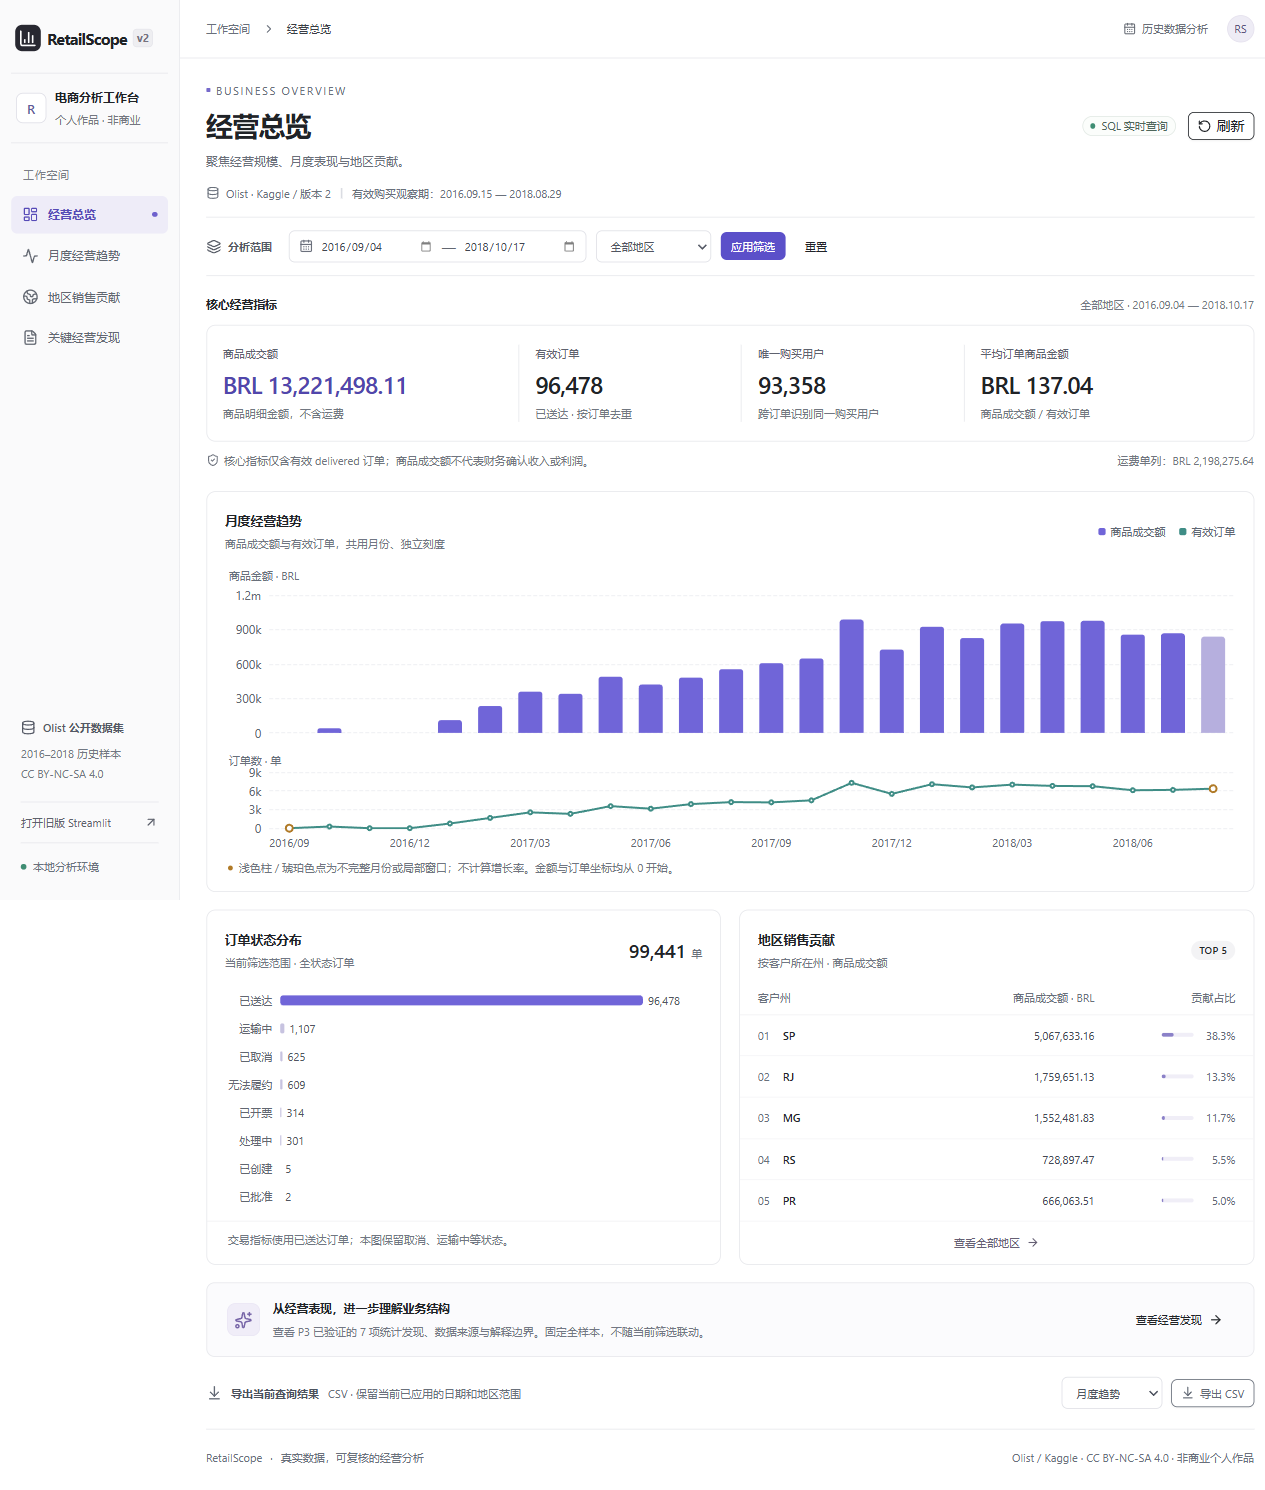 RetailScope v2
R
电商分析工作台
个人作品 · 非商业
工作空间
经营总览
月度经营趋势
地区销售贡献
关键经营发现
Olist 公开数据集
2016–2018 历史样本
CC BY-NC-SA 4.0
打开旧版 Streamlit
本地分析环境
工作空间 > 经营总览
历史数据分析
RS
BUSINESS OVERVIEW
经营总览
SQL 实时查询
刷新
聚焦经营规模、月度表现与地区贡献。
Olist · Kaggle / 版本 2 | 有效购买观察期：2016.09.15 — 2018.08.29
分析范围 2016/09/04 — 2018/10/17 全部地区 应用筛选 重置
核心经营指标
全部地区 · 2016.09.04 — 2018.10.17
商品成交额
BRL 13,221,498.11
商品明细金额，不含运费
有效订单
96,478
已送达 · 按订单去重
唯一购买用户
93,358
跨订单识别同一购买用户
平均订单商品金额
BRL 137.04
商品成交额 / 有效订单
核心指标仅含有效 delivered 订单；商品成交额不代表财务确认收入或利润。
运费单列：BRL 2,198,275.64
月度经营趋势
商品成交额与有效订单，共用月份、独立刻度
商品成交额 有效订单
商品金额 · BRL
1.2m
900k
600k
300k
0
订单数 · 单
9k
6k
3k
0
2016/09 2016/12 2017/03 2017/06 2017/09 2017/12 2018/03 2018/06
浅色柱 / 琥珀色点为不完整月份或局部窗口；不计算增长率。金额与订单坐标均从 0 开始。
订单状态分布
当前筛选范围 · 全状态订单
99,441 单
已送达 96,478
运输中 1,107
已取消 625
无法履约 609
已开票 314
处理中 301
已创建 5
已批准 2
交易指标使用已送达订单；本图保留取消、运输中等状态。
地区销售贡献
按客户所在州 · 商品成交额
TOP 5
客户州 商品成交额 · BRL 贡献占比
01 SP 5,067,633.16 38.3%
02 RJ 1,759,651.13 13.3%
03 MG 1,552,481.83 11.7%
04 RS 728,897.47 5.5%
05 PR 666,063.51 5.0%
查看全部地区
从经营表现，进一步理解业务结构
查看 P3 已验证的 7 项统计发现、数据来源与解释边界。固定全样本，不随当前筛选联动。
查看经营发现
导出当前查询结果 CSV · 保留当前已应用的日期和地区范围
月度趋势
导出 CSV
RetailScope · 真实数据，可复核的经营分析
Olist / Kaggle · CC BY-NC-SA 4.0 · 非商业个人作品